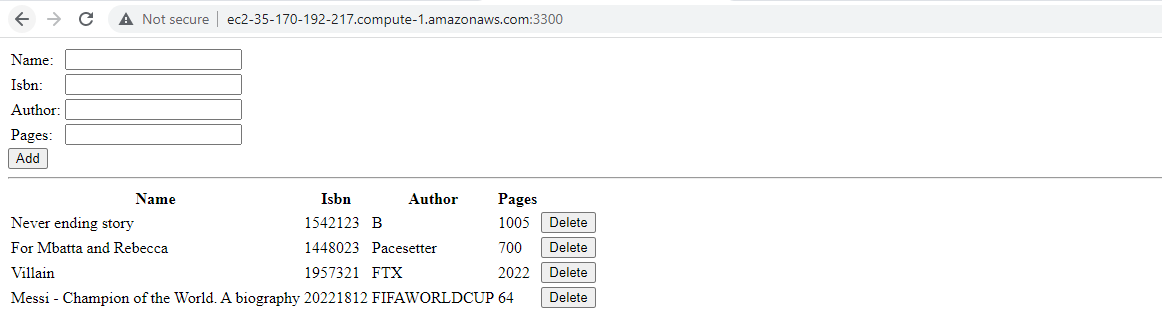 Not secure | ec2-35-170-192-217.compute-1.amazonaws.com:3300
Name:
Isbn:
Author:
Pages:
Add
Name Isbn Author Pages
Never ending story 1542123 B 1005 Delete
For Mbatta and Rebecca 1448023 Pacesetter 700 Delete
Villain 1957321 FTX 2022 Delete
Messi - Champion of the World. A biography 20221812 FIFAWORLDCUP 64 Delete